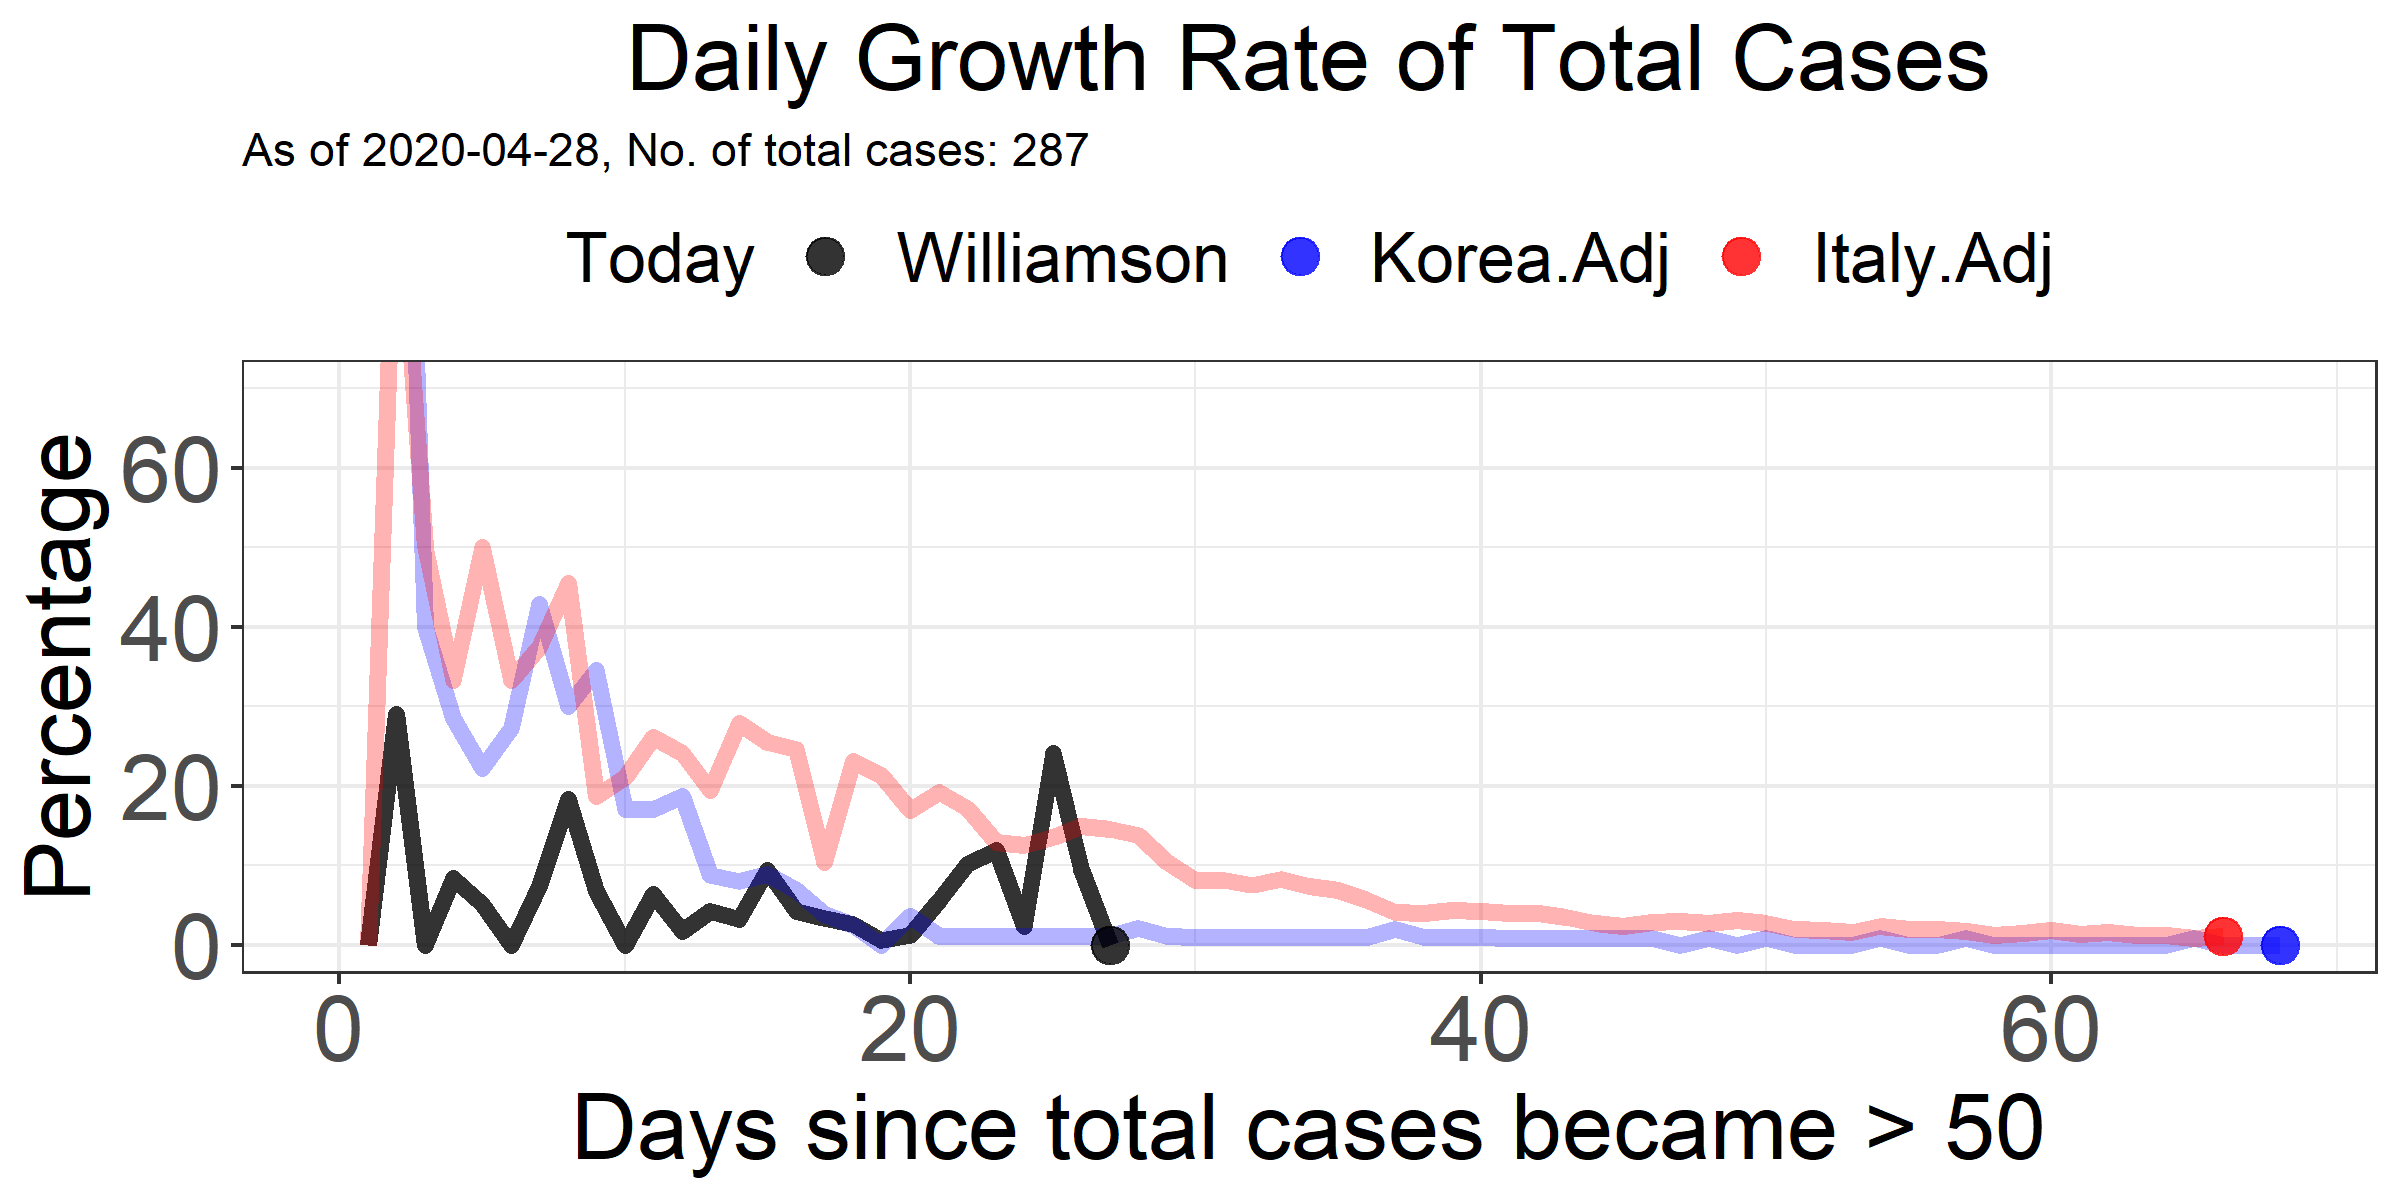 Daily Growth Rate of Total Cases
As of 2020-04-28, No. of total cases: 287
Today Williamson Korea.Adj Italy.Adj
Percentage
60
40
20
0
0 20 40 60
Days since total cases became > 50